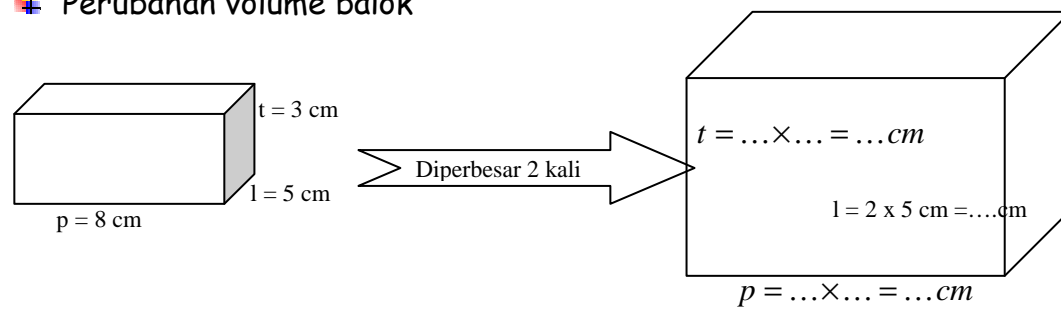 Perubahan volume balok
t = 3 cm
l = 5 cm
p = 8 cm
Diperbesar 2 kali
t = ...×... = ...cm
l = 2 x 5 cm =....cm
p = ...×... = ...cm